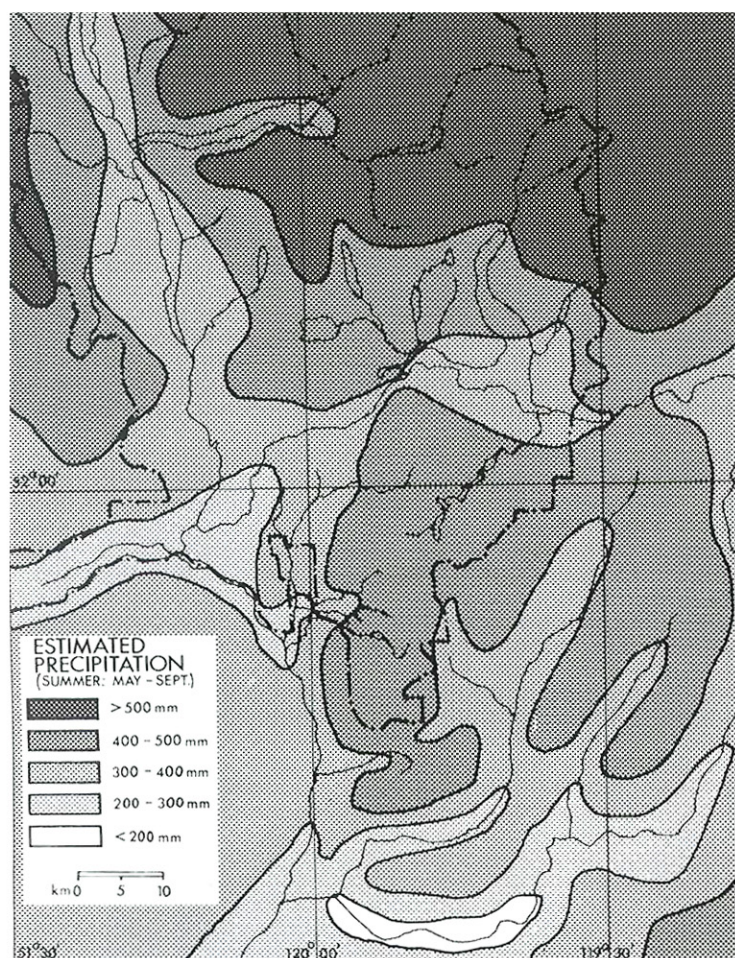 52°00'
ESTIMATED
PRECIPITATION
(SUMMER: MAY - SEPT.)
>500 mm
400 - 500 mm
300 - 400 mm
200 - 300 mm
<200 mm
km 0 5 10
51°30' 120°00' 119°30'